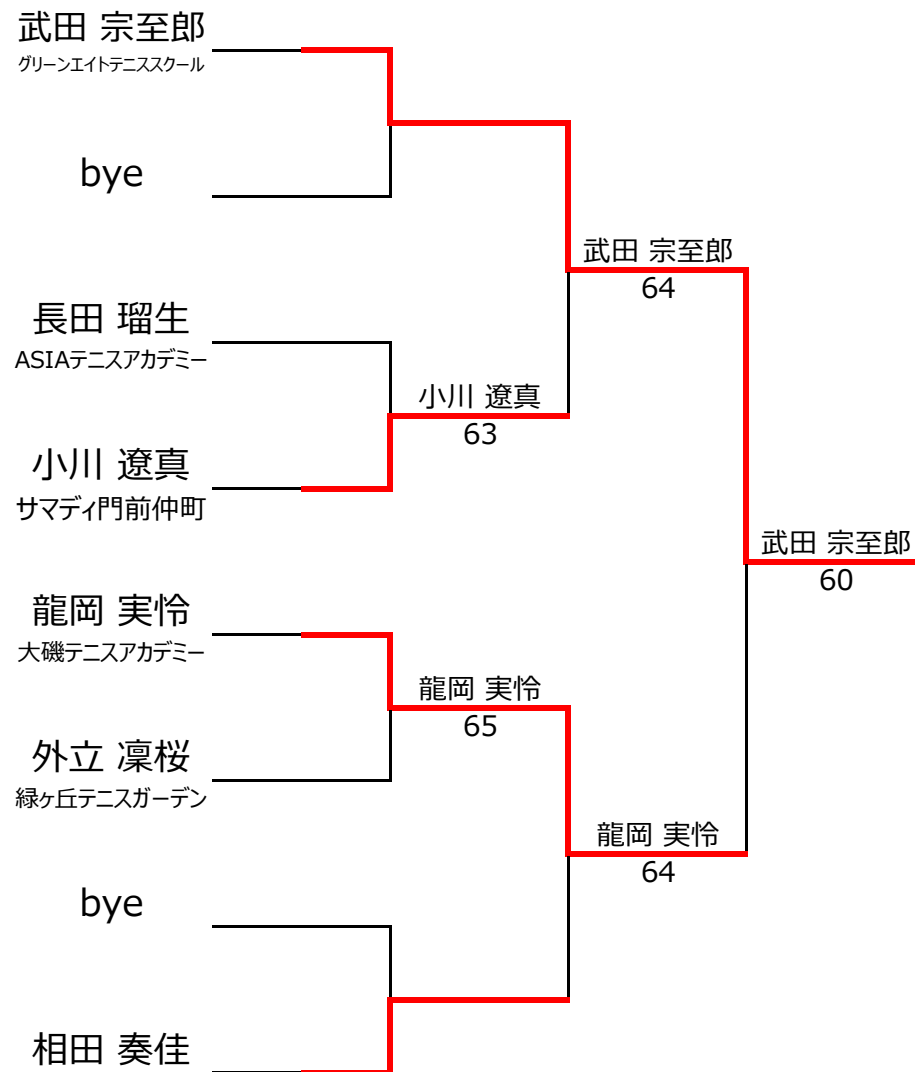 武田 宗至郎
グリーンエイトテニススクール
bye
武田 宗至郎
64
長田 瑠生
ASIAテニスアカデミー
小川 遼真
63
小川 遼真
サマディ門前仲町
武田 宗至郎
60
龍岡 実怜
大磯テニスアカデミー
龍岡 実怜
65
外立 凜桜
緑ヶ丘テニスガーデン
龍岡 実怜
64
bye
相田 奏佳